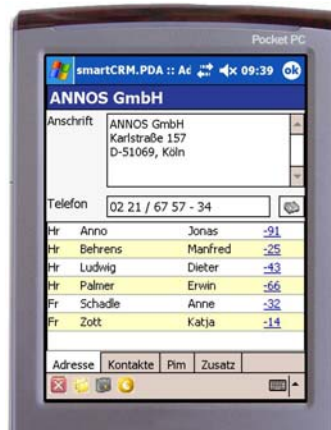 Pocket PC
smartCRM.PDA :: Ad 09:39 ok
ANNOS GmbH
Anschrift
ANNOS GmbH
Karlstraße 157
D-51069, Köln
Telefon 02 21 / 67 57 - 34
Hr Anno Jonas -91
Hr Behrens Manfred -25
Hr Ludwig Dieter -43
Hr Palmer Erwin -66
Fr Schadle Anne -32
Fr Zott Katja -14
Adresse Kontakte Pim Zusatz